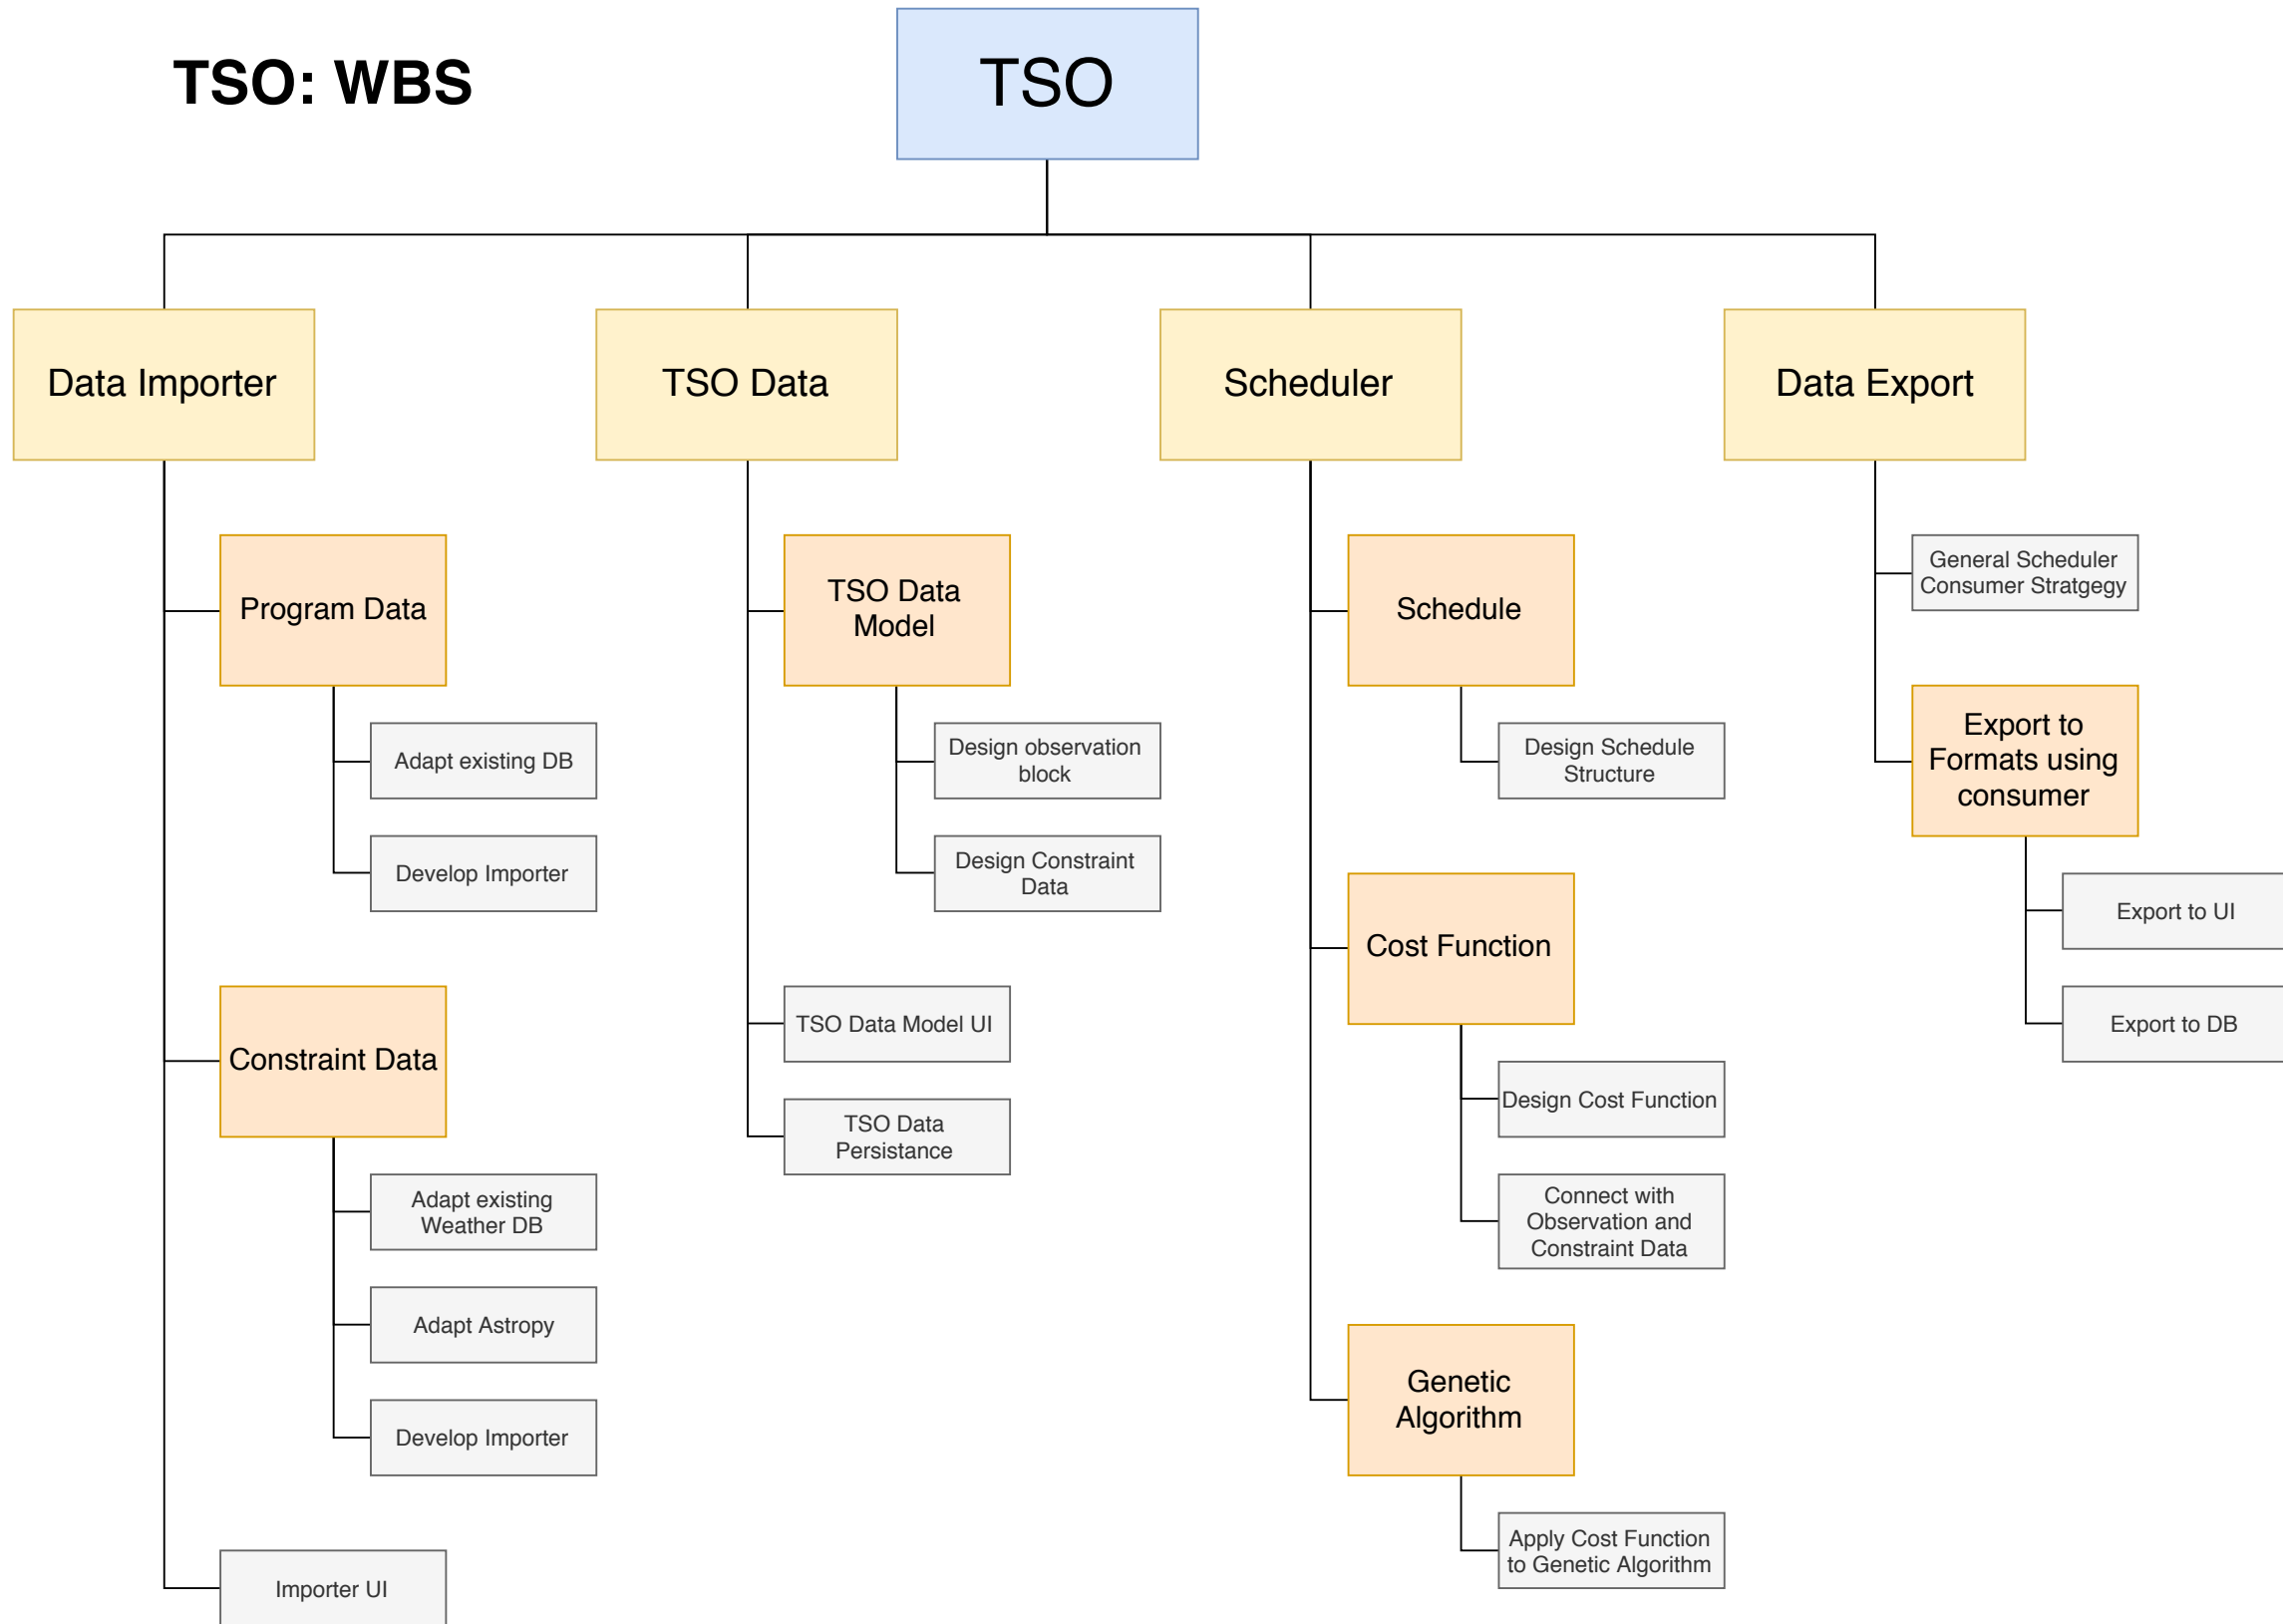 TSO: WBS
TSO
Data Importer
TSO Data
Scheduler
Data Export
Program Data
Adapt existing DB
Develop Importer
Constraint Data
Adapt existing
Weather DB
Adapt Astropy
Develop Importer
Importer UI
TSO Data
Model
Design observation
block
Design Constraint
Data
TSO Data Model UI
TSO Data
Persistance
Schedule
Design Schedule
Structure
Cost Function
Design Cost Function
Connect with
Observation and
Constraint Data
Genetic
Algorithm
Apply Cost Function
to Genetic Algorithm
General Scheduler
Consumer Stratgegy
Export to
Formats using
consumer
Export to UI
Export to DB